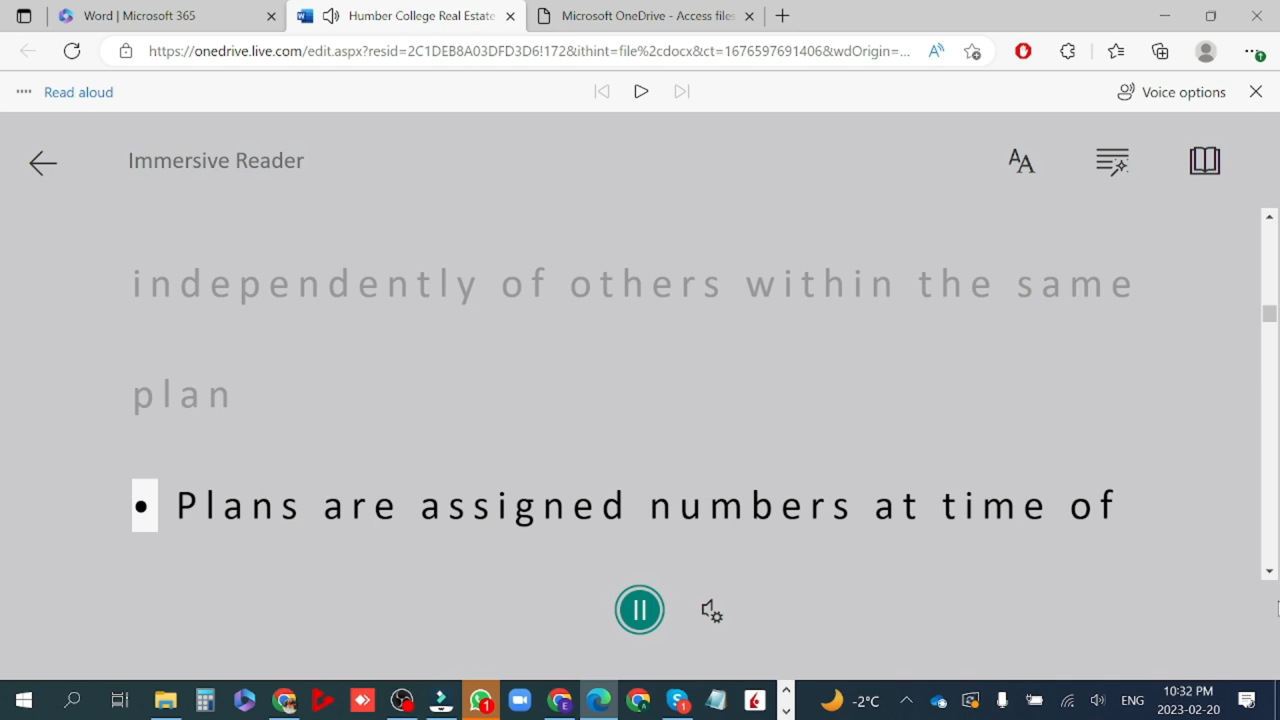 Word | Microsoft 365
Humber College Real Estate
Microsoft OneDrive - Access files
https://onedrive.live.com/edit.aspx?resid=2C1DEB8A03DFD3D6!172&ithint=file%2cdocx&ct=1676597691406&wdOrigin=...
Read aloud
Voice options
Immersive Reader
independently of others within the same
plan
• Plans are assigned numbers at time of
-2°C
ENG
10:32 PM
2023-02-20